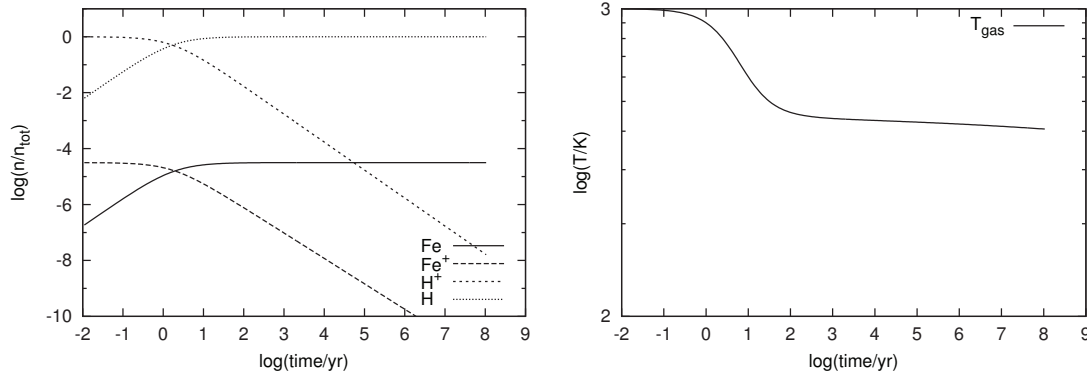 log(n/n_tot)
0
-2
-4
-6
-8
-10
Fe
Fe+
H+
H
-2 -1 0 1 2 3 4 5 6 7 8 9
log(time/yr)
log(T/K)
3
2
T_gas
-2 -1 0 1 2 3 4 5 6 7 8 9
log(time/yr)